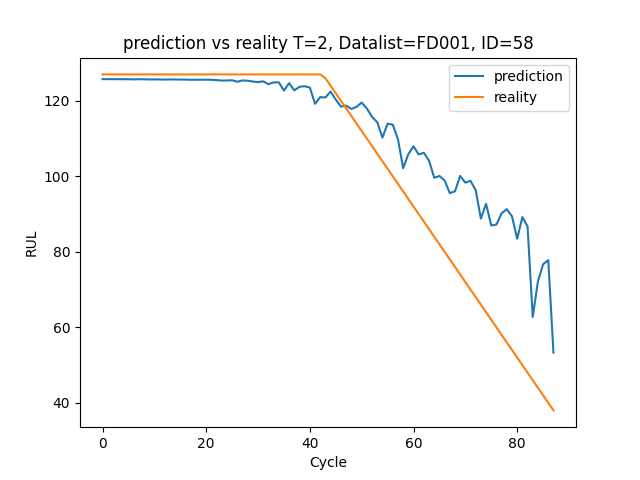 prediction vs reality T=2, Datalist=FD001, ID=58
prediction
reality
RUL
120
100
80
60
40
0 20 40 60 80
Cycle